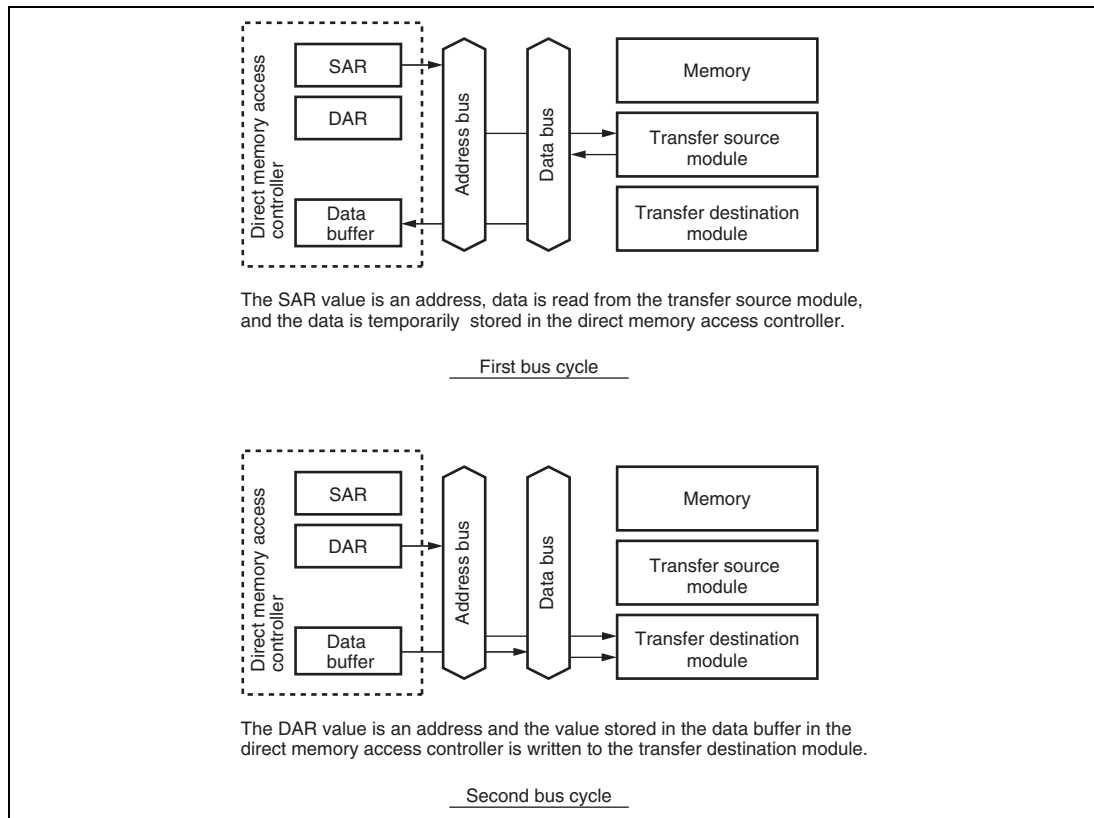 Direct memory access
controller
SAR
DAR
Data
buffer
Address bus
Data bus
Memory
Transfer source
module
Transfer destination
module
The SAR value is an address, data is read from the transfer source module,
and the data is temporarily stored in the direct memory access controller.
First bus cycle
Direct memory access
controller
SAR
DAR
Data
buffer
Address bus
Data bus
Memory
Transfer source
module
Transfer destination
module
The DAR value is an address and the value stored in the data buffer in the
direct memory access controller is written to the transfer destination module.
Second bus cycle